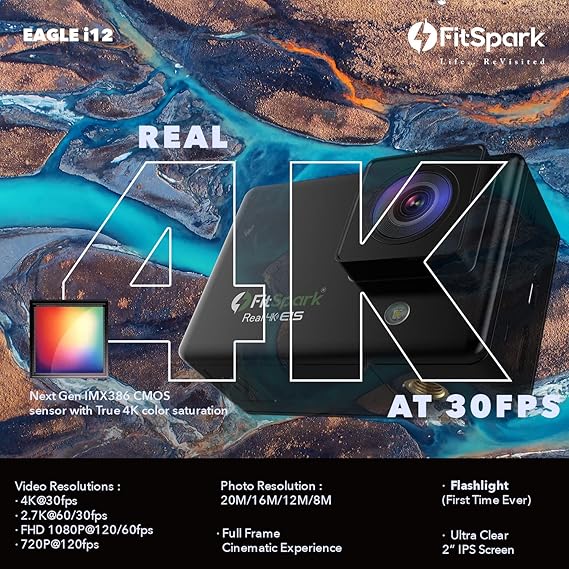 EAGLE i12
FitSpark
Life... ReVisited
REAL
4K
FitSpark®
Real 4K EIS
Next Gen IMX386 CMOS
sensor with True 4K color saturation
AT 30FPS
Video Resolutions :
· 4K@30fps
· 2.7K@60/30fps
· FHD 1080P@120/60fps
· 720P@120fps
Photo Resolution :
20M/16M/12M/8M
· Full Frame
Cinematic Experience
· Flashlight
(First Time Ever)
· Ultra Clear
2” IPS Screen